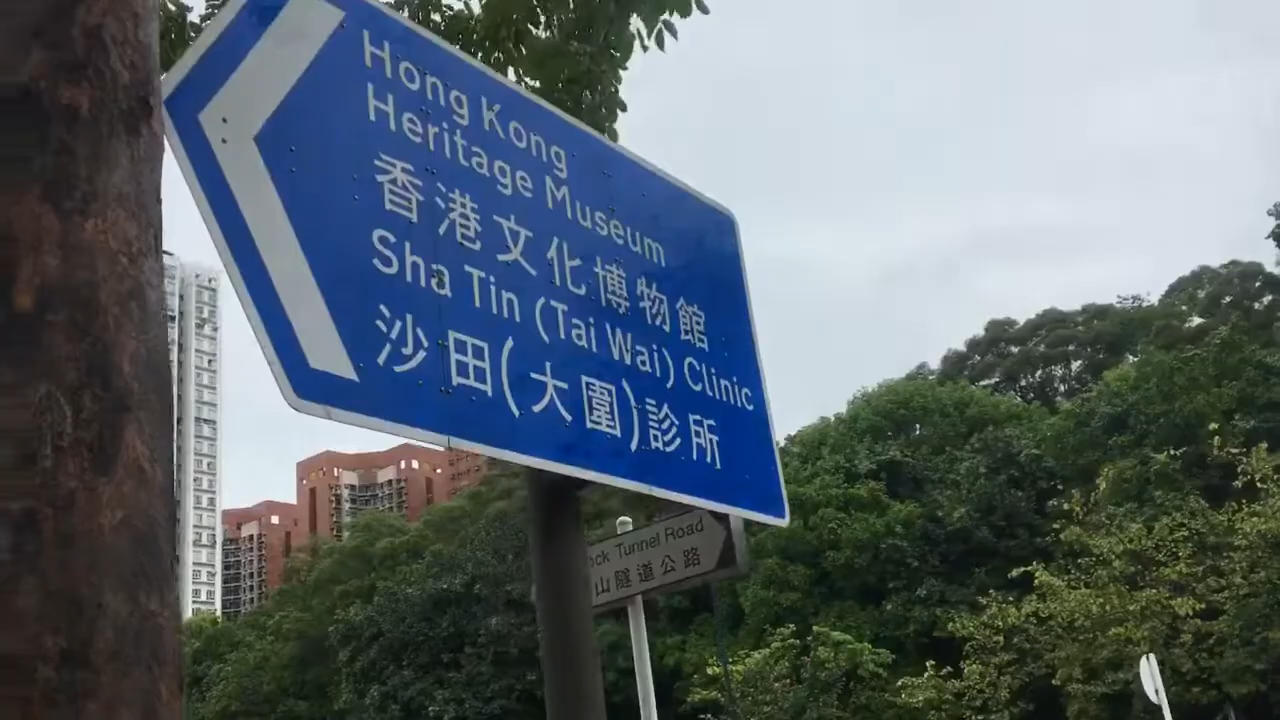 Hong Kong
Heritage Museum
香港文化博物館
Sha Tin (Tai Wai) Clinic
沙田(大圍)診所
Tunnel Road
山隧道公路